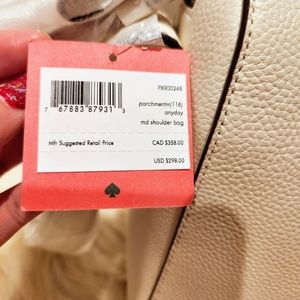 PXR00248
7 67883 87931 3
parchmentm(116)
anyday
md shoulder bag
Mfr Suggested Retail Price
CAD $358.00
USD $298.00